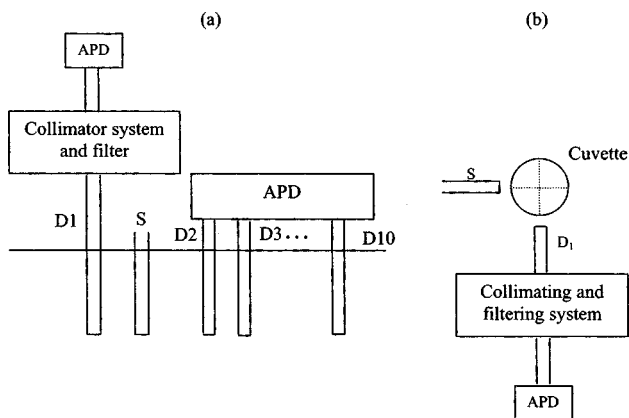 (a)
APD
Collimator system
and filter
APD
D1
S
D2
D3...
D10
(b)
Cuvette
S
D1
Collimating and
filtering system
APD